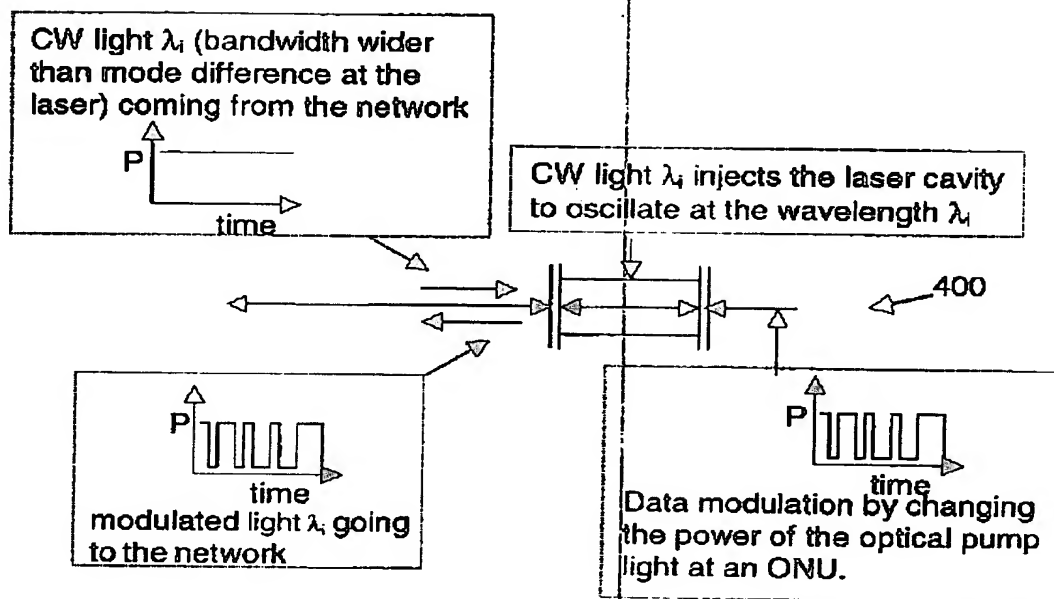 CW light λi (bandwidth wider
than mode difference at the
laser) coming from the network
P
time
CW light λi injects the laser cavity
to oscillate at the wavelength λi
400
P
time
modulated light λi going
to the network
P
time
Data modulation by changing
the power of the optical pump
light at an ONU.